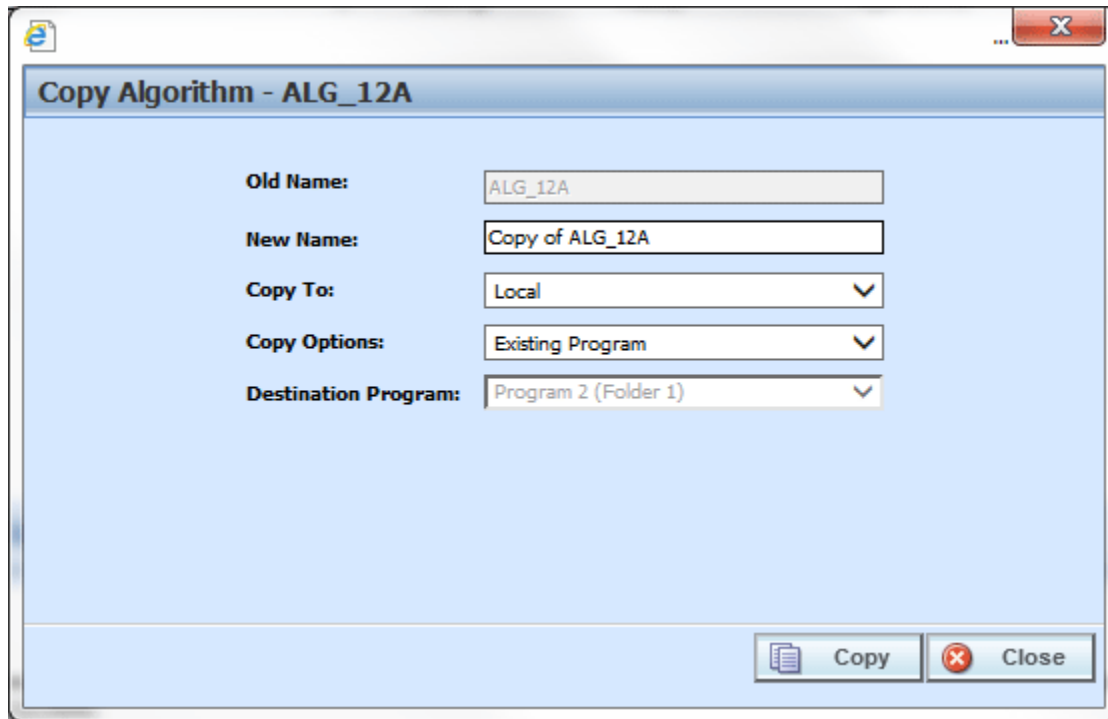 ...
Copy Algorithm - ALG_12A
Old Name: ALG_12A
New Name: Copy of ALG_12A
Copy To: Local
Copy Options: Existing Program
Destination Program: Program 2 (Folder 1)
Copy Close